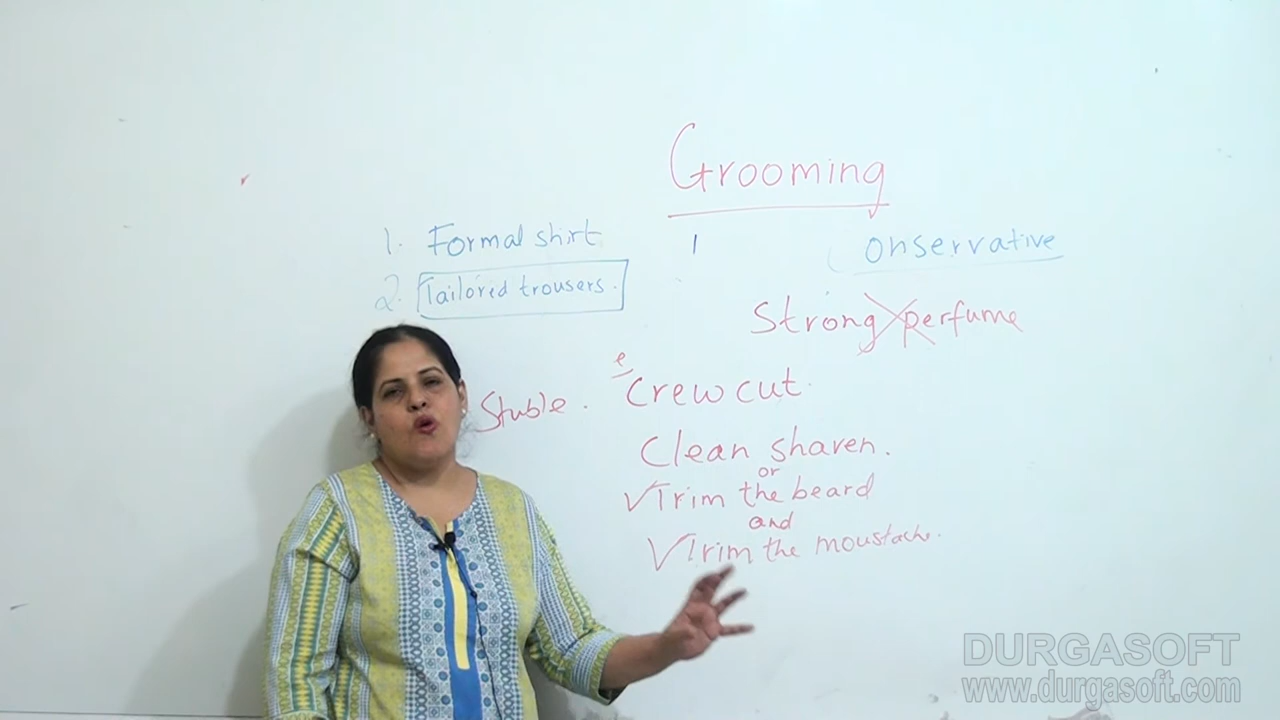 Grooming
1. Formal shirt
1
onservative
2. Tailored trousers.
Strong perfume
e
Crew cut
Stuble.
Clean shaven.
or
✓Trim the beard
and
✓Trim the moustache.
DURGASOFT
www.durgasoft.com